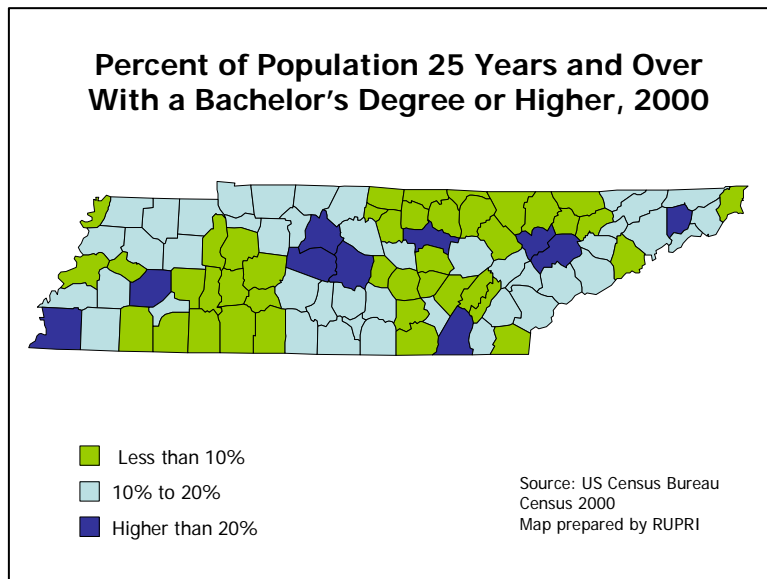 Percent of Population 25 Years and Over
With a Bachelor's Degree or Higher, 2000
Less than 10%
10% to 20%
Higher than 20%
Source: US Census Bureau
Census 2000
Map prepared by RUPRI